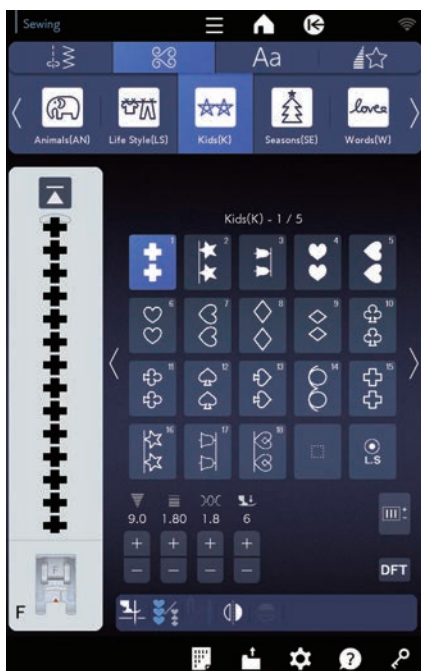 Sewing
Aa
Animals(AN) Life Style(LS) Kids(K) Seasons(SE) Words(W)
love
Kids(K) - 1 / 5
1 2 3 4 5
6 7 8 9 10
11 12 13 14 15
16 17 18
L.S
9.0 1.80 1.8 6
+ + + +
- - - -
DFT
F
?